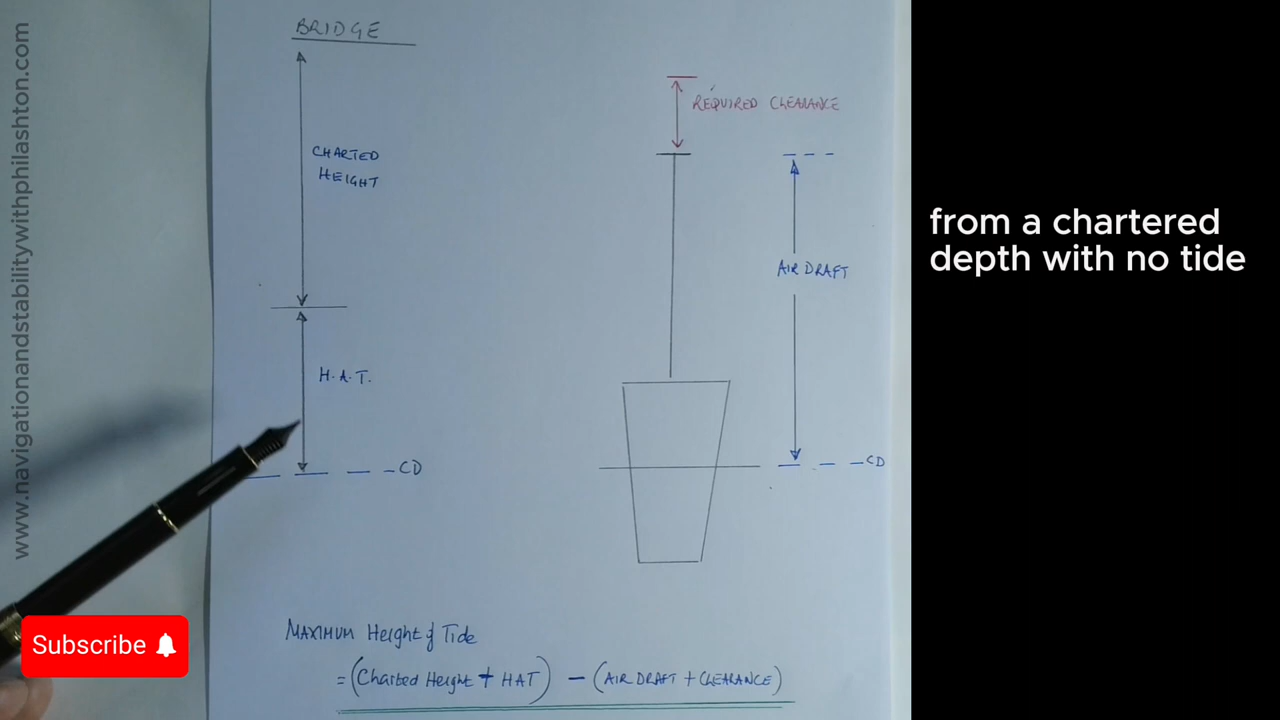 www.navigationandstabilitywithphilashton.com
BRIDGE
CHARTED
HEIGHT
H.A.T.
CD
REQUIRED CLEARANCE
AIR DRAFT
CD
MAXIMUM Height of Tide
= (Charted Height + HAT) - (AIR DRAFT + CLEARANCE)
from a chartered
depth with no tide
Subscribe